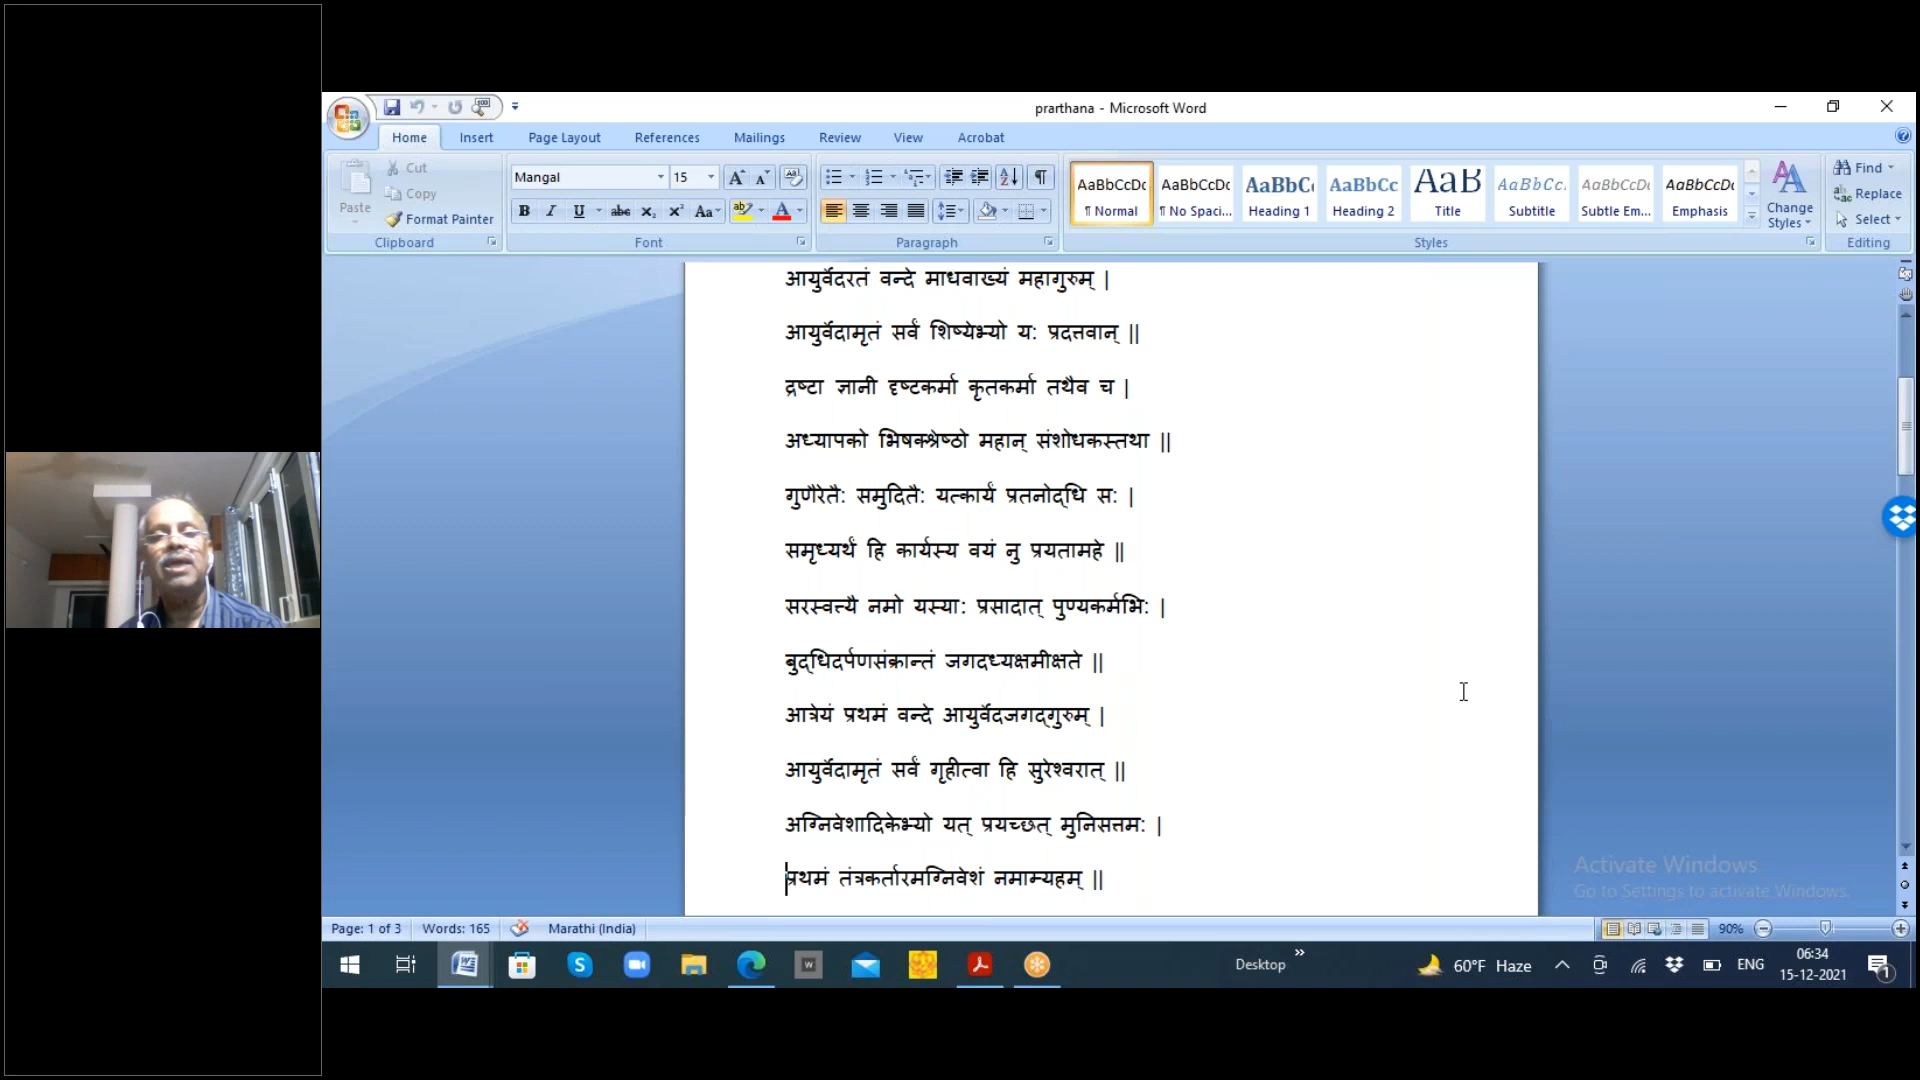 prarthana - Microsoft Word
Home Insert Page Layout References Mailings Review View Acrobat
Paste
Cut
Copy
Format Painter
Clipboard
Mangal 15
Font
Paragraph
AaBbCcDc AaBbCcDc AaBbCc AaBbCc AaB AaBbCc. AaBbCcDc AaBbCcDc
¶ Normal ¶ No Spaci... Heading 1 Heading 2 Title Subtitle Subtle Em... Emphasis
Change Styles
Styles
Find
Replace
Select
Editing
आयुर्वेदरतं वन्दे माधवाख्यं महागुरुम् |
आयुर्वेदामृतं सर्वं शिष्येभ्यो य: प्रदत्तवान् ||
द्रष्टा ज्ञानी दृष्टकर्मा कृतकर्मा तथैव च |
अध्यापको भिषक्श्रेष्ठो महान् संशोधकस्तथा ||
गुणैरेतै: समुदितै: यत्कार्यं प्रतनोद्धि स: |
समृध्यर्थं हि कार्यस्य वयं नु प्रयतामहे ||
सरस्वत्यै नमो यस्या: प्रसादात् पुण्यकर्मभि: |
बुद्धिदर्पणसंक्रान्तं जगदध्यक्षमीक्षते ||
आत्रेयं प्रथमं वन्दे आयुर्वेदजगद्गुरुम् |
आयुर्वेदामृतं सर्वं गृहीत्वा हि सुरेश्वरात् ||
अग्निवेशादिकेभ्यो यत् प्रयच्छत् मुनिसत्तम: |
प्रथमं तंत्रकर्तारमग्निवेशं नमाम्यहम् ||
Activate Windows
Go to Settings to activate Windows.
Page: 1 of 3 Words: 165 Marathi (India) 90%
Desktop 60°F Haze ENG 06:34
15-12-2021